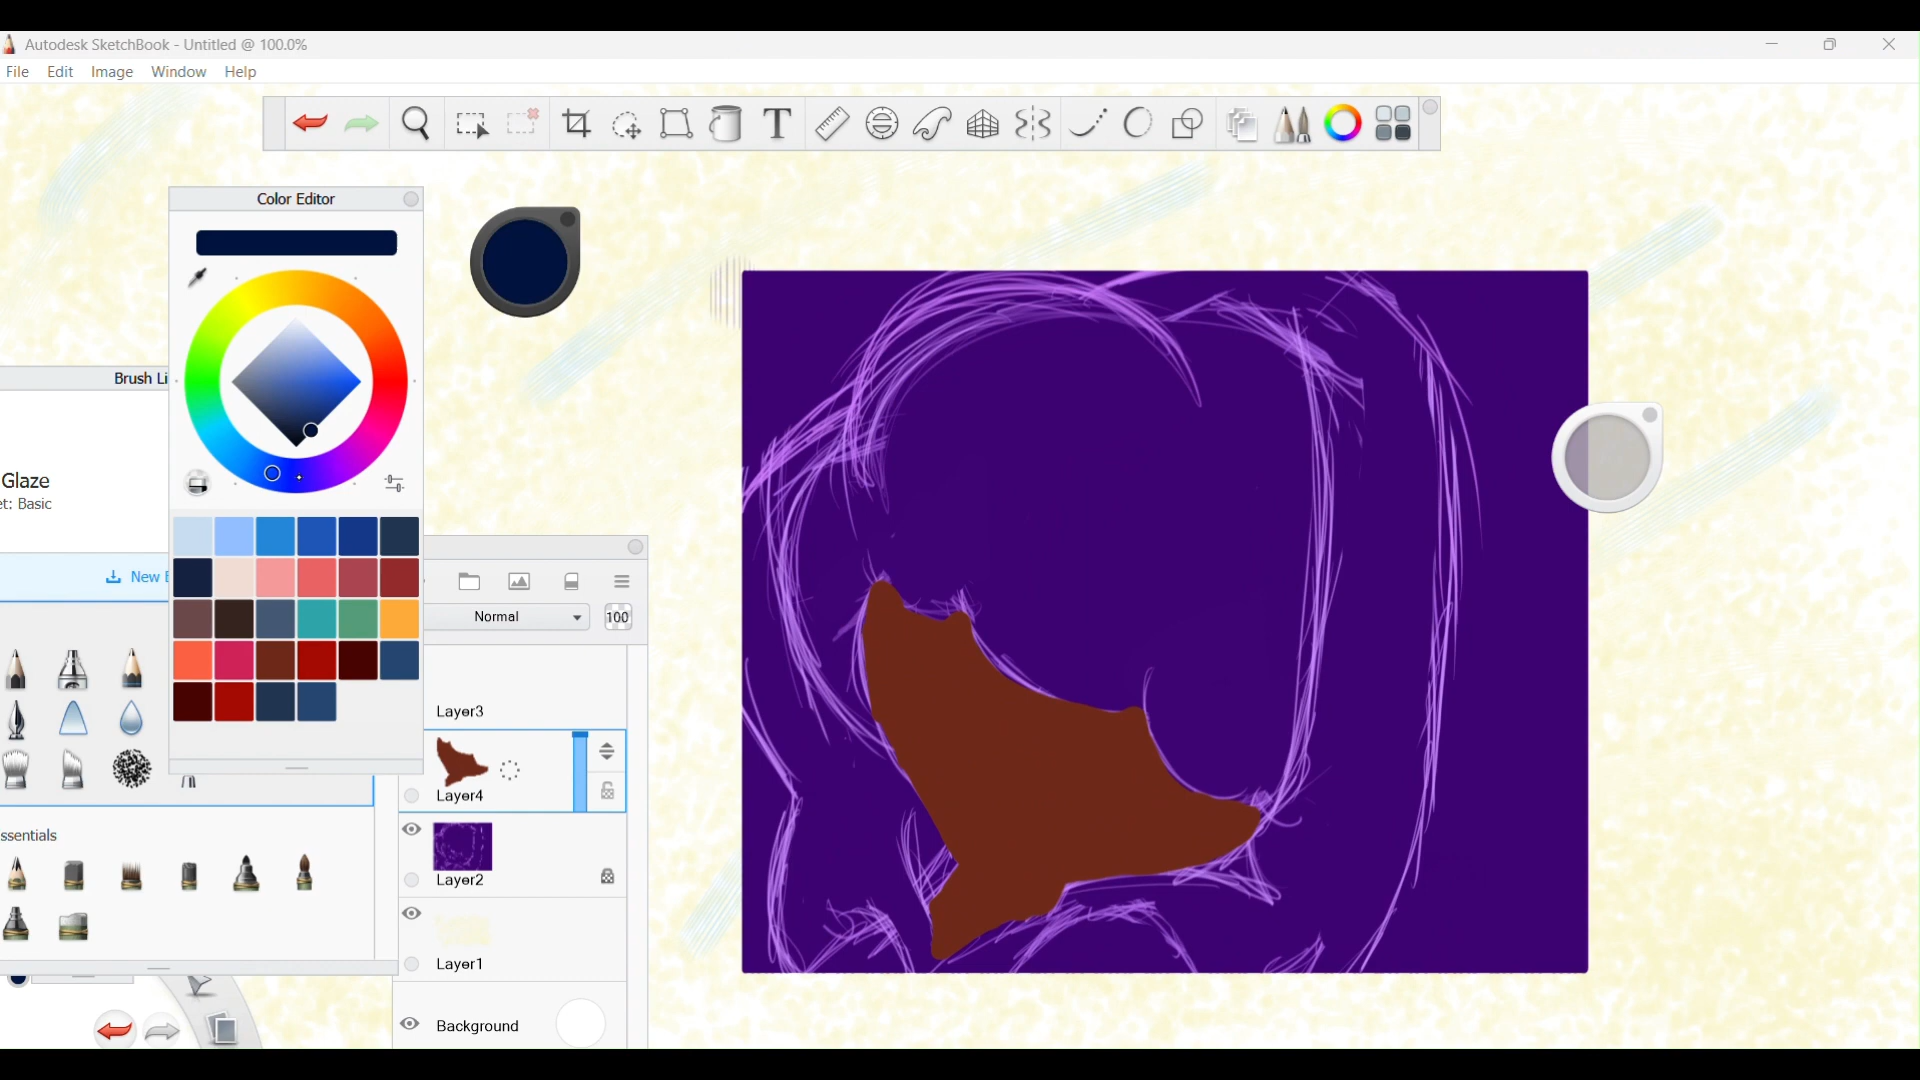 Autodesk SketchBook - Untitled @ 100.0%
File Edit Image Window Help
Color Editor
Brush Li
Glaze
et: Basic
New B
Normal 100
Layer3
Layer4
ssentials
Layer2
Layer1
Background